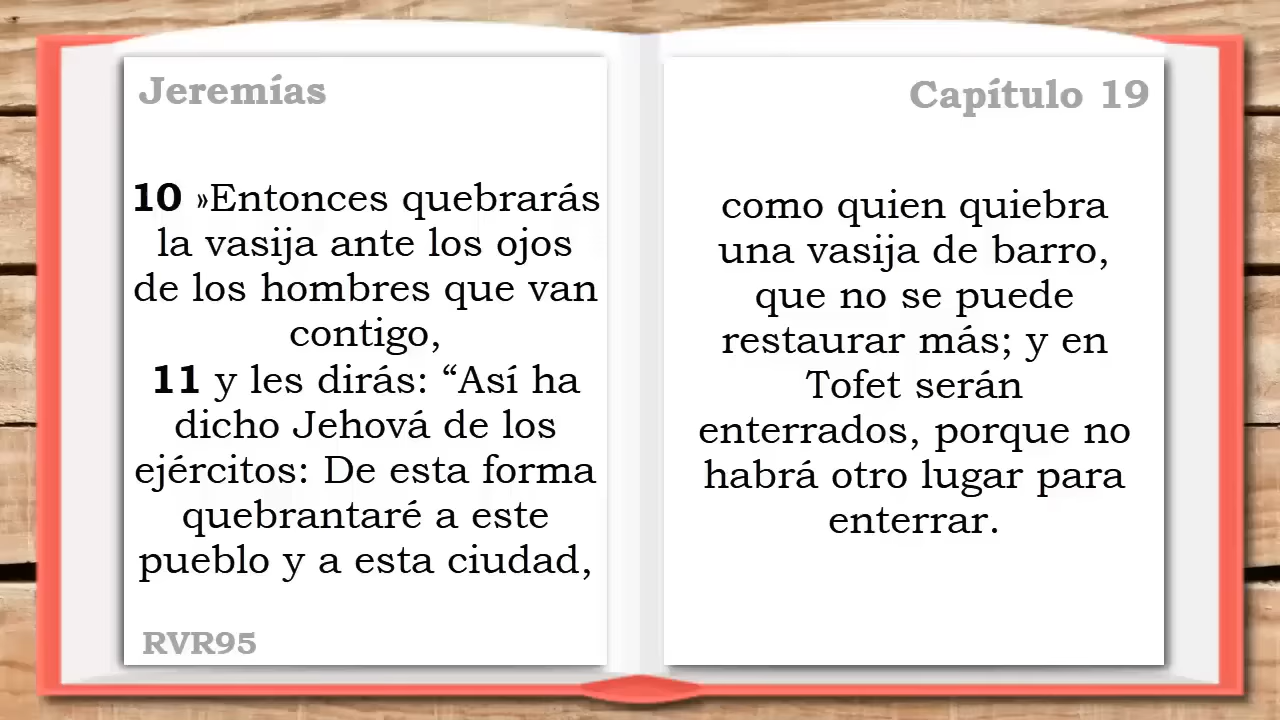 Jeremías
10 »Entonces quebrarás
la vasija ante los ojos
de los hombres que van
contigo,
11 y les dirás: “Así ha
dicho Jehová de los
ejércitos: De esta forma
quebrantaré a este
pueblo y a esta ciudad,
RVR95
Capítulo 19
como quien quiebra
una vasija de barro,
que no se puede
restaurar más; y en
Tofet serán
enterrados, porque no
habrá otro lugar para
enterrar.